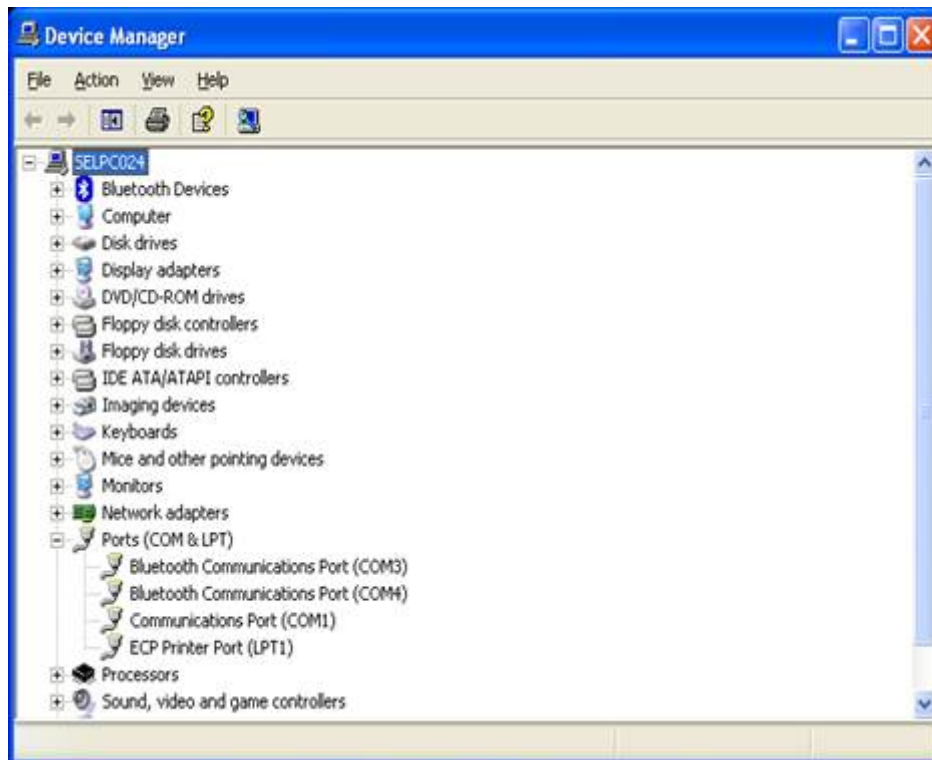 Device Manager
File Action View Help
SELPC024
Bluetooth Devices
Computer
Disk drives
Display adapters
DVD/CD-ROM drives
Floppy disk controllers
Floppy disk drives
IDE ATA/ATAPI controllers
Imaging devices
Keyboards
Mice and other pointing devices
Monitors
Network adapters
Ports (COM & LPT)
Bluetooth Communications Port (COM3)
Bluetooth Communications Port (COM4)
Communications Port (COM1)
ECP Printer Port (LPT1)
Processors
Sound, video and game controllers